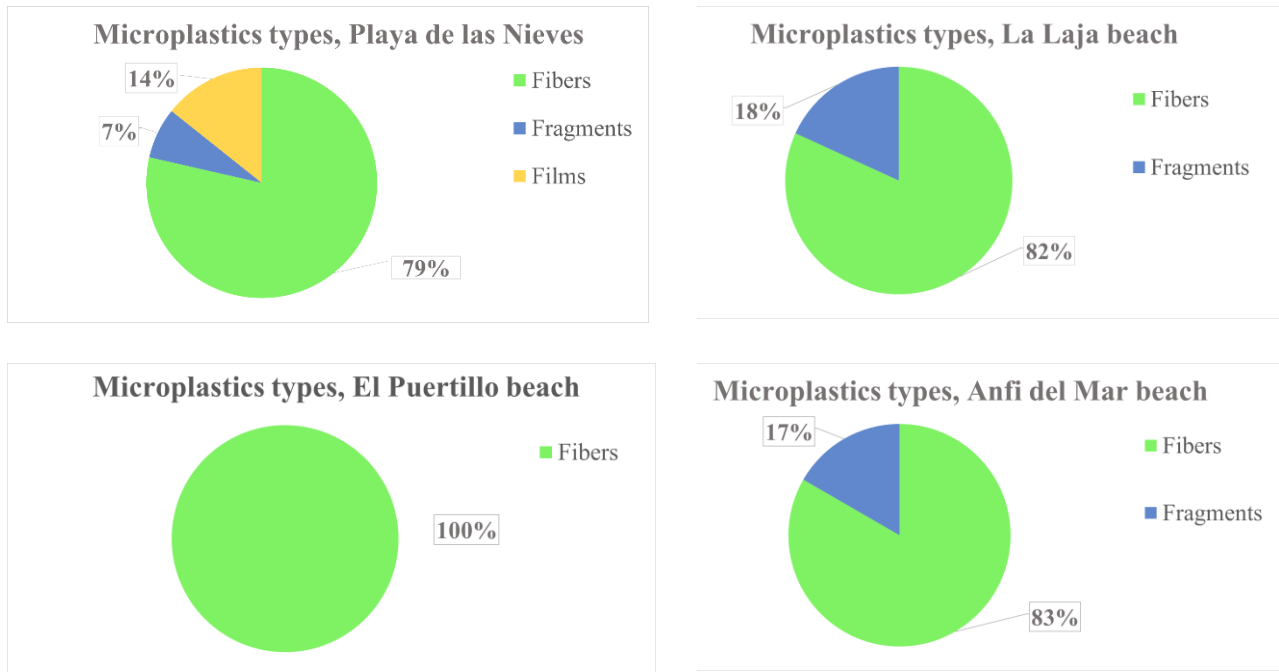 Microplastics types, Playa de las Nieves
14%
7%
79%
Fibers
Fragments
Films
Microplastics types, La Laja beach
18%
82%
Fibers
Fragments
Microplastics types, El Puertillo beach
100%
Fibers
Microplastics types, Anfi del Mar beach
17%
83%
Fibers
Fragments